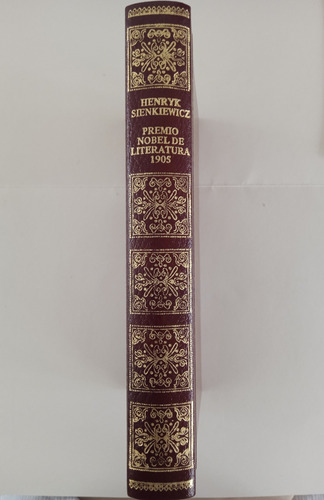 HENRYK
SIENKIEWICZ
PREMIO
NOBEL DE
LITERATURA
1905